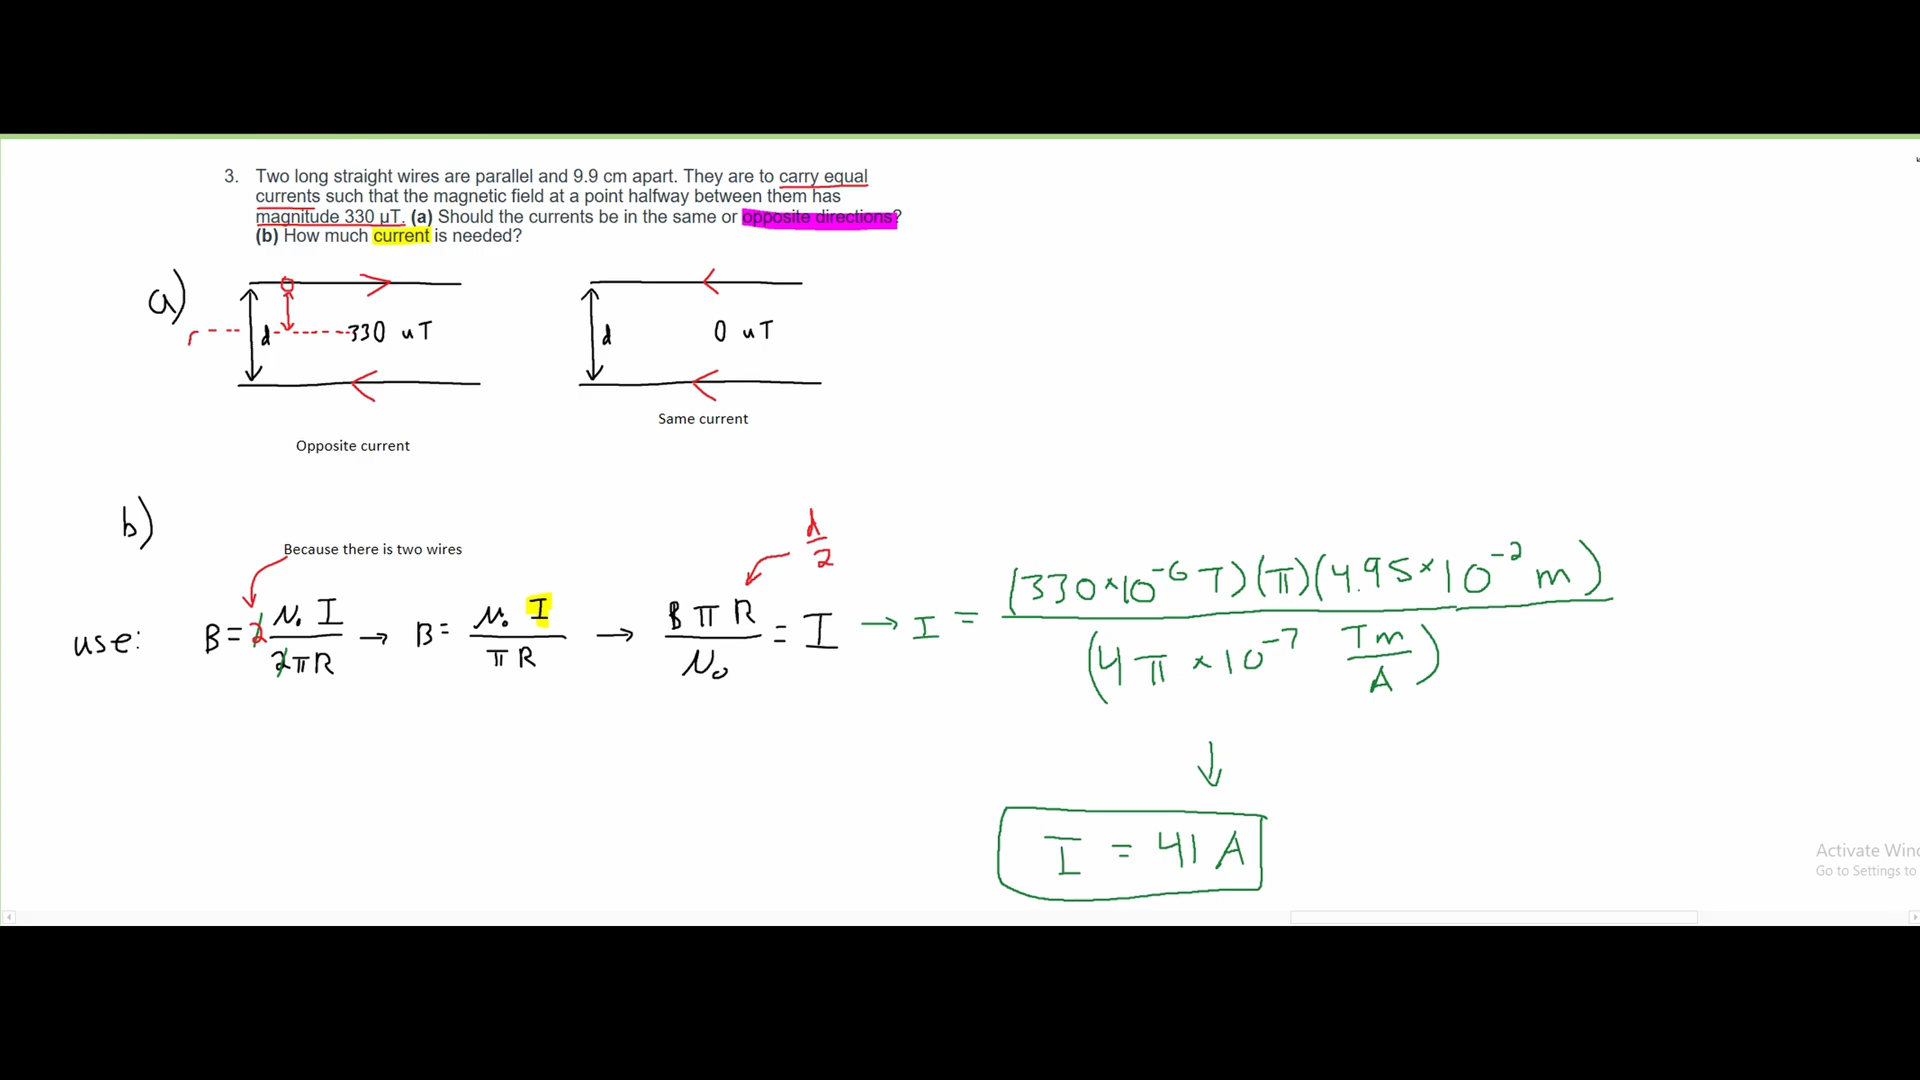 3. Two long straight wires are parallel and 9.9 cm apart. They are to carry equal
currents such that the magnetic field at a point halfway between them has
magnitude 330 µT. (a) Should the currents be in the same or opposite directions?
(b) How much current is needed?
a)
r d 330 uT
d 0 uT
Same current
Opposite current
b)
Because there is two wires
d/2
use: B = 2 μ₀ I / 2πR → B = μ₀ I / πR → BπR / μ₀ = I → I = (330×10⁻⁶ T)(π)(4.95×10⁻² m) / (4π × 10⁻⁷ Tm/A)
↓
I = 41 A
Activate Winc
Go to Settings to